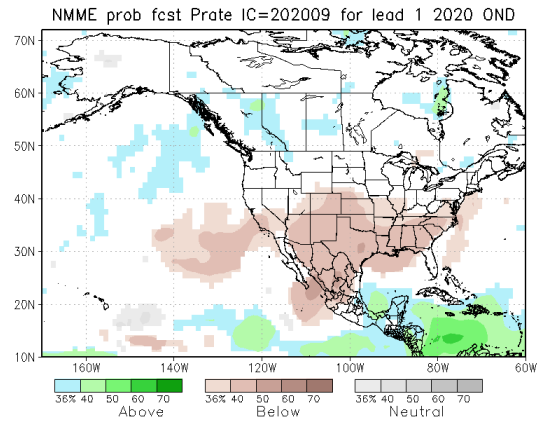 NMME prob fcst Prate IC=202009 for lead 1 2020 OND
70N
60N
50N
40N
30N
20N
10N
160W 140W 120W 100W 80W 60W
36% 40 50 60 70 36% 40 50 60 70 36% 40 50 60 70
Above Below Neutral